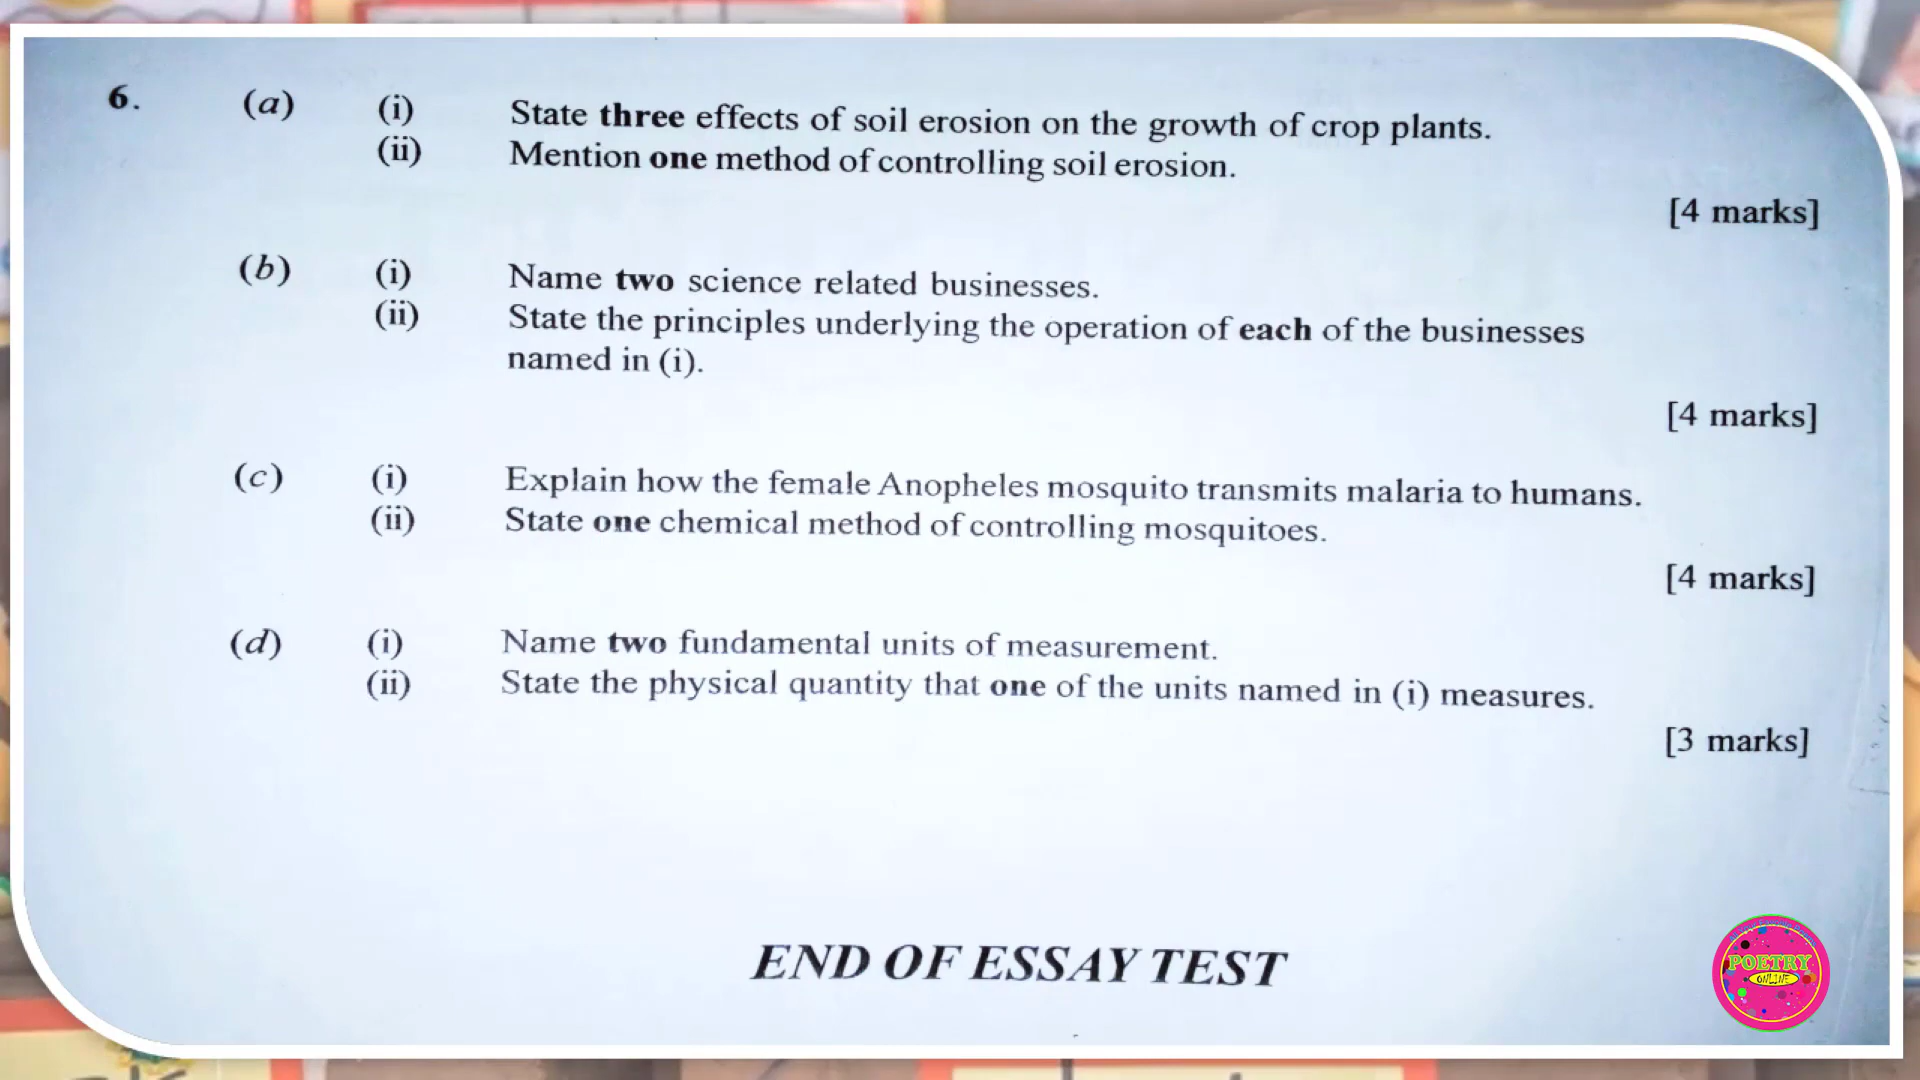 6. (a) (i) State three effects of soil erosion on the growth of crop plants.
(ii) Mention one method of controlling soil erosion.
[4 marks]
(b) (i) Name two science related businesses.
(ii) State the principles underlying the operation of each of the businesses
named in (i).
[4 marks]
(c) (i) Explain how the female Anopheles mosquito transmits malaria to humans.
(ii) State one chemical method of controlling mosquitoes.
[4 marks]
(d) (i) Name two fundamental units of measurement.
(ii) State the physical quantity that one of the units named in (i) measures.
[3 marks]
END OF ESSAY TEST
POETRY
ONLINE